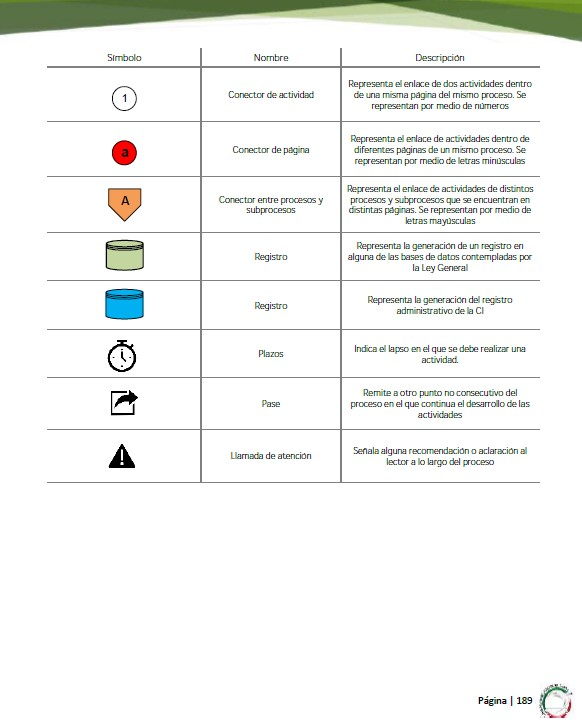 Símbolo Nombre Descripción
1
Conector de actividad
Representa el enlace de dos actividades dentro
de una misma página del mismo proceso. Se
representan por medio de números
a
Conector de página
Representa el enlace de actividades dentro de
diferentes páginas de un mismo proceso. Se
representan por medio de letras minúsculas
A
Conector entre procesos y
subprocesos
Representa el enlace de actividades de distintos
procesos y subprocesos que se encuentran en
distintas páginas. Se representan por medio de
letras mayúsculas
Registro
Representa la generación de un registro en
alguna de las bases de datos contempladas por
la Ley General
Registro
Representa la generación del registro
administrativo de la CI
Plazos
Indica el lapso en el que se debe realizar una
actividad.
Pase
Remite a otro punto no consecutivo del
proceso en el que continua el desarrollo de las
actividades
Llamada de atención
Señala alguna recomendación o aclaración al
lector a lo largo del proceso
Página | 189